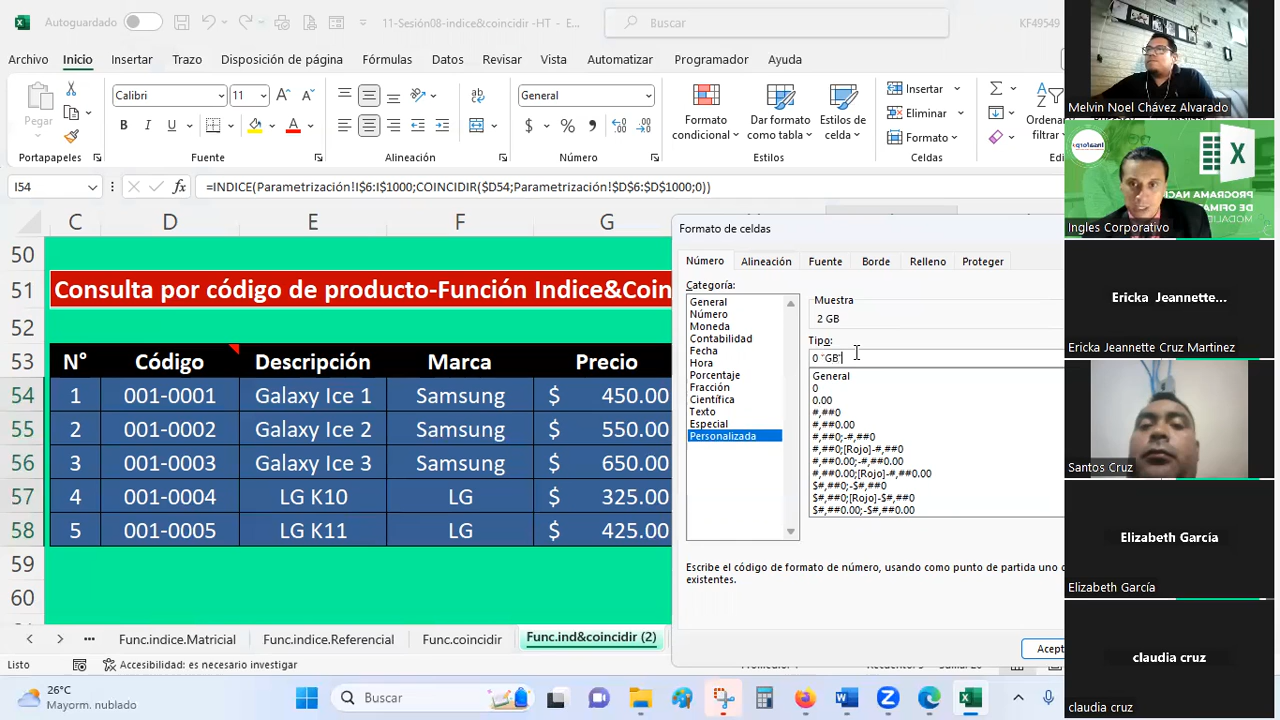 Autoguardado
11-Sesión08-indice&coincidir -HT - E...
Buscar
KF49549
Archivo Inicio Insertar Trazo Disposición de página Fórmulas Datos Revisar Vista Automatizar Programador Ayuda
Pegar
Calibri 11
N K S
General
$ % ,
Formato condicional
Dar formato como tabla
Estilos de celda
Insertar
Eliminar
Formato
Ordenar
filtrar
Portapapeles Fuente Alineación Número Estilos Celdas
I54
fx =INDICE(Parametrización!I$6:I$1000;COINCIDIR($D54;Parametrización!$D$6:$D$1000;0))
C D E F G
50
51 Consulta por código de producto-Función Indice&Coin
52
53 N° Código Descripción Marca Precio
54 1 001-0001 Galaxy Ice 1 Samsung $ 450.00
55 2 001-0002 Galaxy Ice 2 Samsung $ 550.00
56 3 001-0003 Galaxy Ice 3 Samsung $ 650.00
57 4 001-0004 LG K10 LG $ 325.00
58 5 001-0005 LG K11 LG $ 425.00
59
60
Formato de celdas
Número Alineación Fuente Borde Relleno Proteger
Categoría:
General
Número
Moneda
Contabilidad
Fecha
Hora
Porcentaje
Fracción
Científica
Texto
Especial
Personalizada
Muestra
2 GB
Tipo:
0 "GB"
General
0
0.00
#,##0
#,##0.00
#,##0;-#,##0
#,##0;[Rojo]-#,##0
#,##0.00;-#,##0.00
#,##0.00;[Rojo]-#,##0.00
$#,##0;-$#,##0
$#,##0;[Rojo]-$#,##0
$#,##0.00;-$#,##0.00
Escribe el código de formato de número, usando como punto de partida uno d
existentes.
Acept
Func.indice.Matricial Func.indice.Referencial Func.coincidir Func.ind&coincidir (2)
Listo
Accesibilidad: es necesario investigar
26°C
Mayorm. nublado
Buscar
Melvin Noel Chávez Alvarado
Insaforp
PROGRAMA NAC
DE OFIMA
MODALID
Ingles Corporativo
Ericka Jeannette...
Ericka Jeannette Cruz Martinez
Santos Cruz
Elizabeth García
Elizabeth García
claudia cruz
claudia cruz